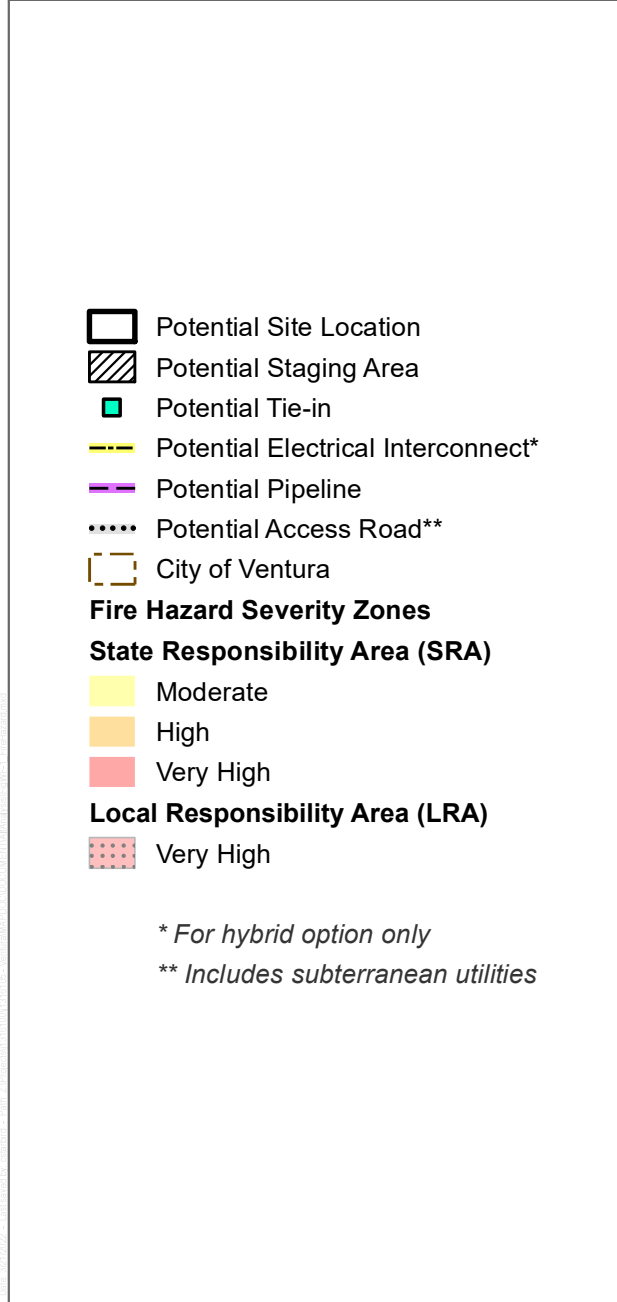 Potential Site Location
Potential Staging Area
Potential Tie-in
Potential Electrical Interconnect*
Potential Pipeline
Potential Access Road**
City of Ventura
Fire Hazard Severity Zones
State Responsibility Area (SRA)
Moderate
High
Very High
Local Responsibility Area (LRA)
Very High
* For hybrid option only
** Includes subterranean utilities